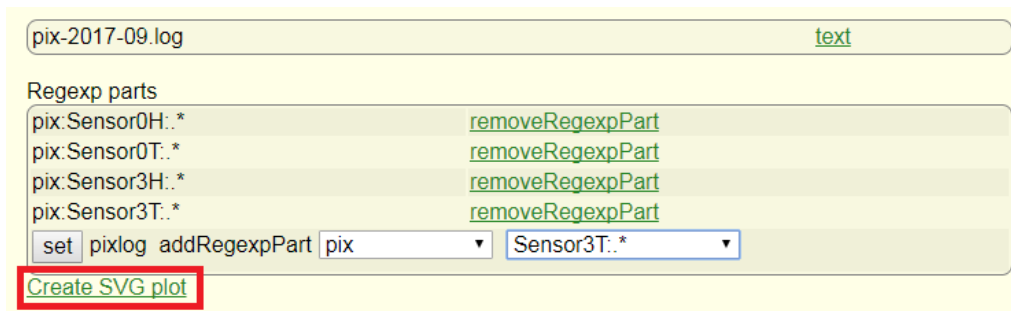 pix-2017-09.log text
Regexp parts
pix:Sensor0H:.* removeRegexpPart
pix:Sensor0T:.* removeRegexpPart
pix:Sensor3H:.* removeRegexpPart
pix:Sensor3T:.* removeRegexpPart
set pixlog addRegexpPart pix Sensor3T:.*
Create SVG plot